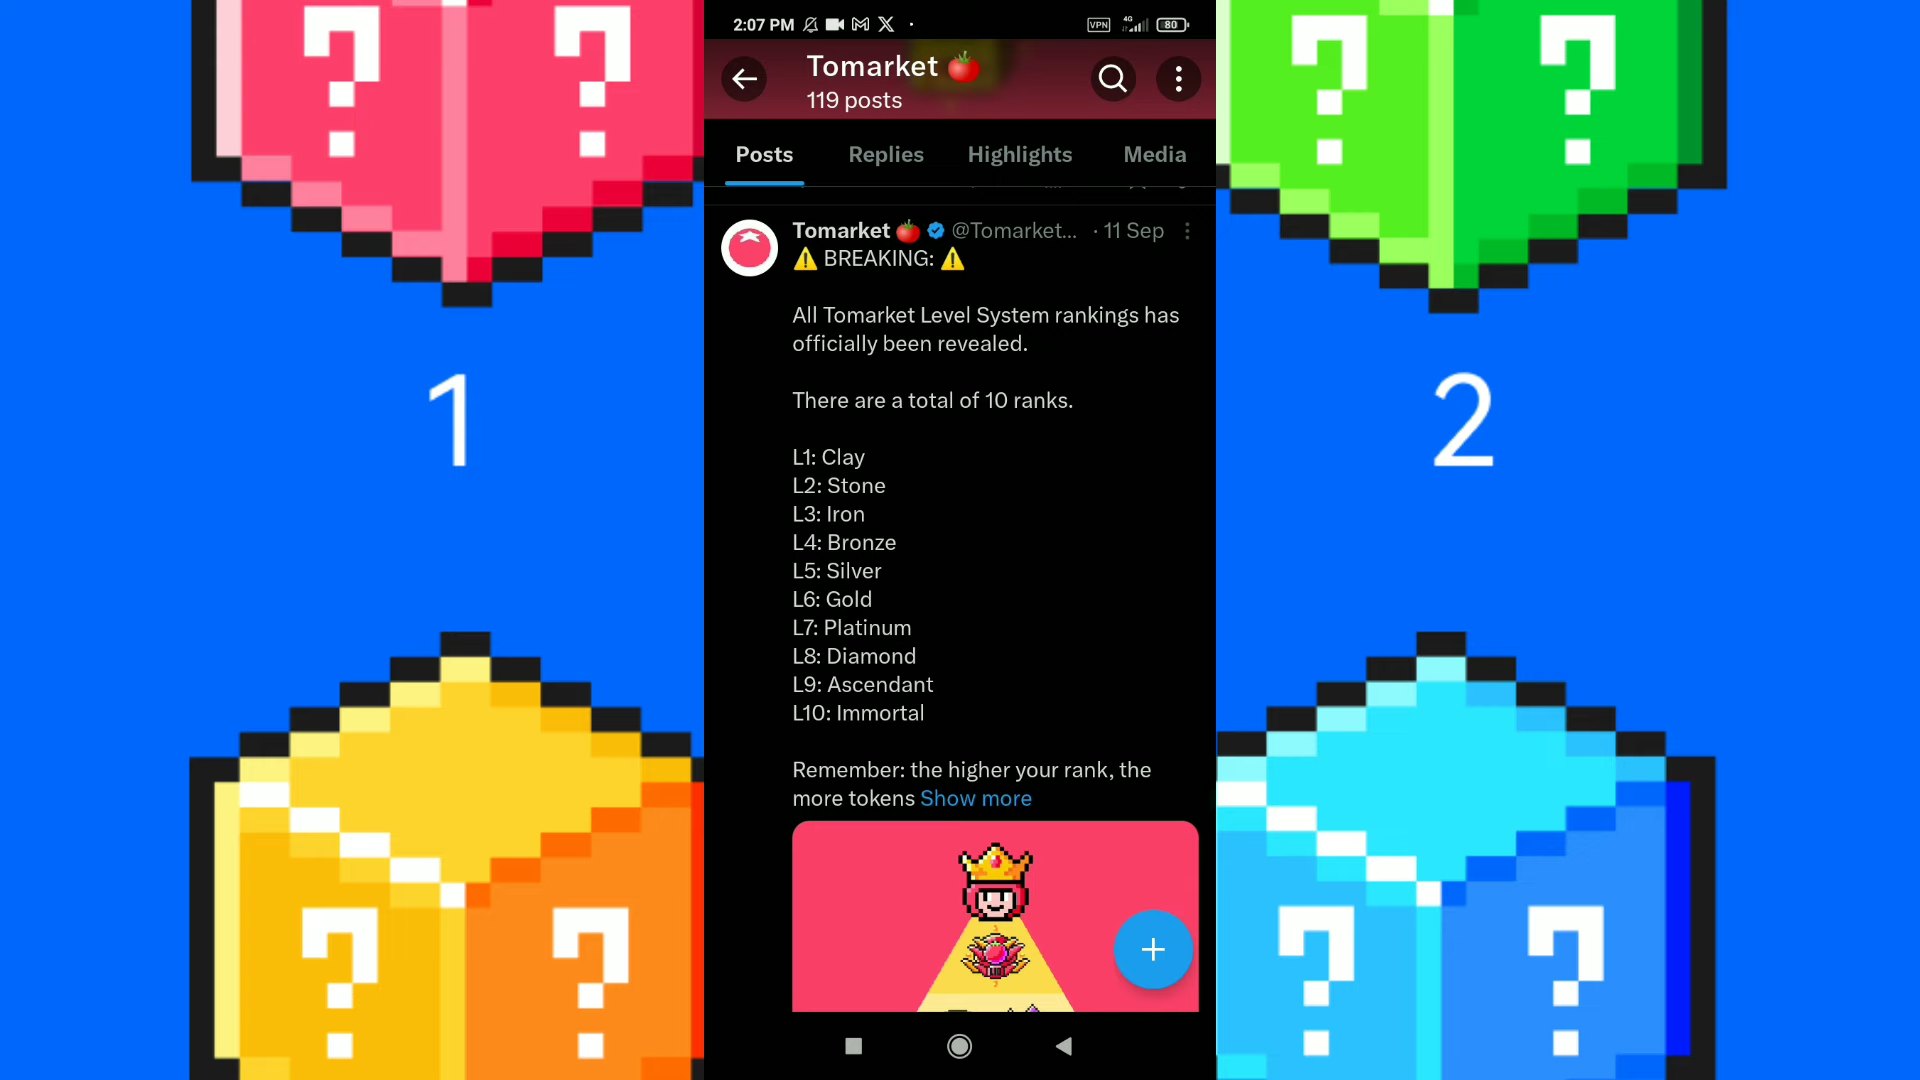 2:07 PM
VPN
4G
80
Tomarket
119 posts
Posts
Replies
Highlights
Media
Tomarket @Tomarket... · 11 Sep
⚠️ BREAKING: ⚠️
All Tomarket Level System rankings has
officially been revealed.
There are a total of 10 ranks.
L1: Clay
L2: Stone
L3: Iron
L4: Bronze
L5: Silver
L6: Gold
L7: Platinum
L8: Diamond
L9: Ascendant
L10: Immortal
Remember: the higher your rank, the
more tokens Show more
? ?
? ?
1
2
? ?
? ?